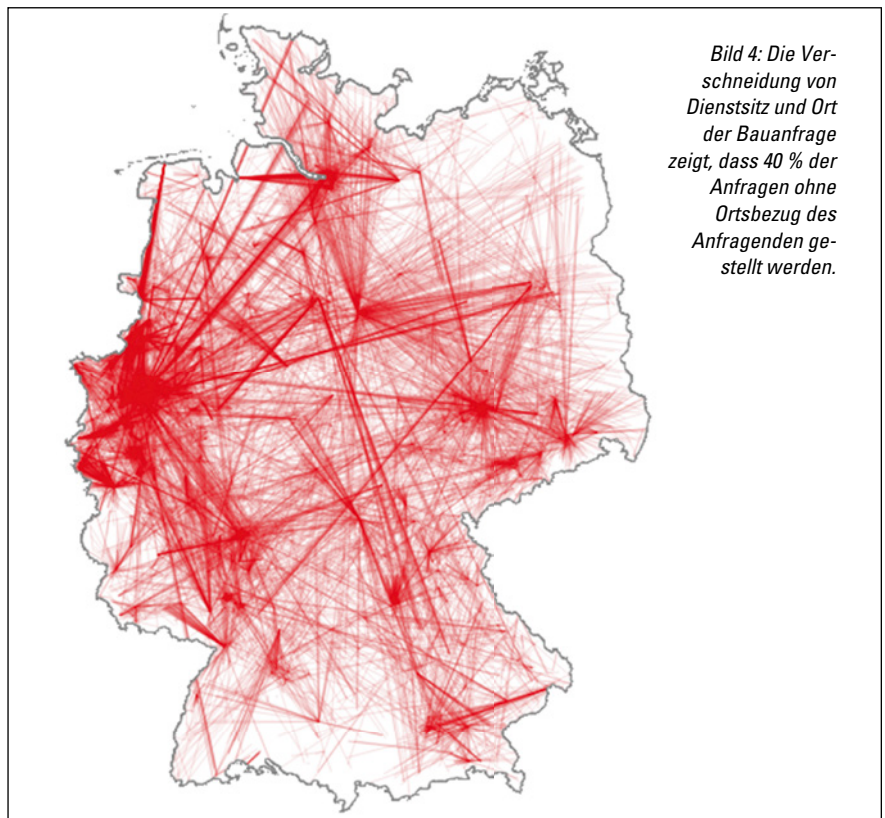 Bild 4: Die Ver-
schneidung von
Dienstsitz und Ort
der Bauanfrage
zeigt, dass 40 % der
Anfragen ohne
Ortsbezug des
Anfragenden ge-
stellt werden.